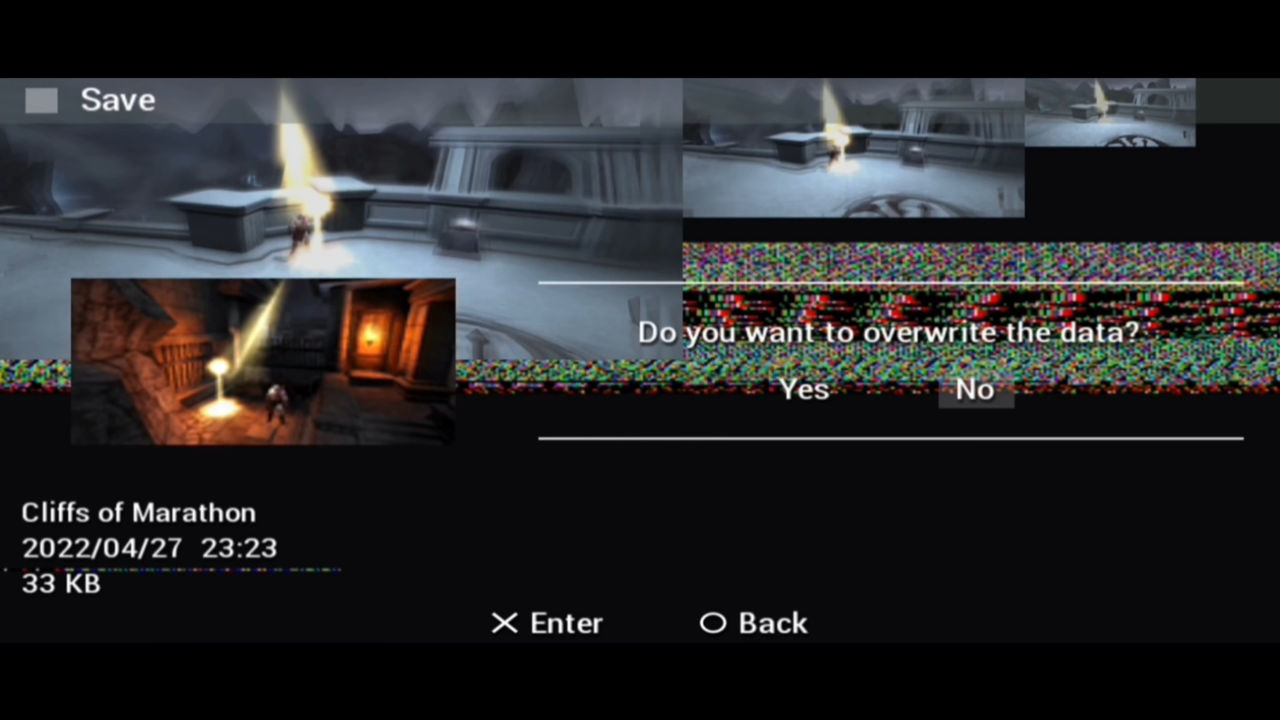 Save
Do you want to overwrite the data?
Yes No
Cliffs of Marathon
2022/04/27 23:23
33 KB
Enter Back